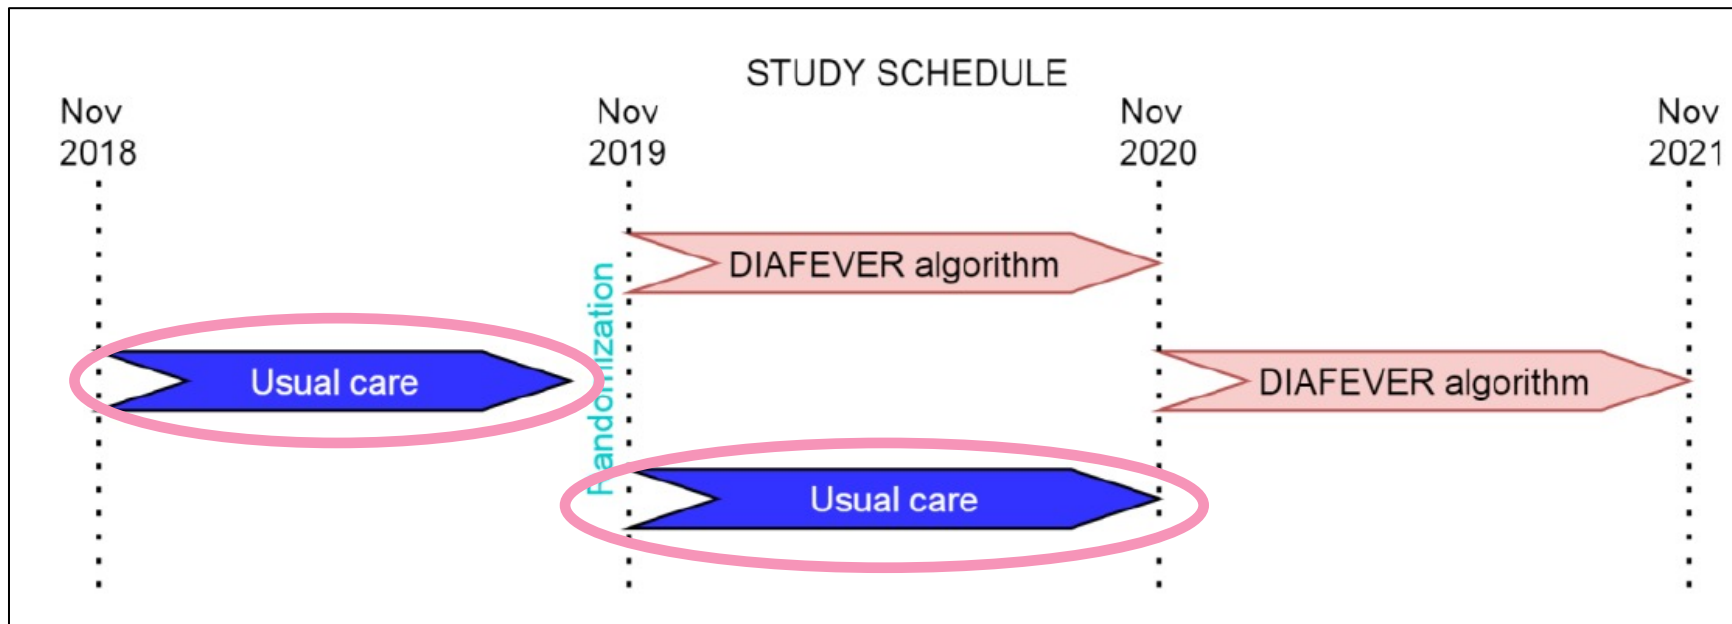 STUDY SCHEDULE
Nov
2018
Nov
2019
Nov
2020
Nov
2021
Randomization
DIAFEVER algorithm
Usual care
DIAFEVER algorithm
Usual care